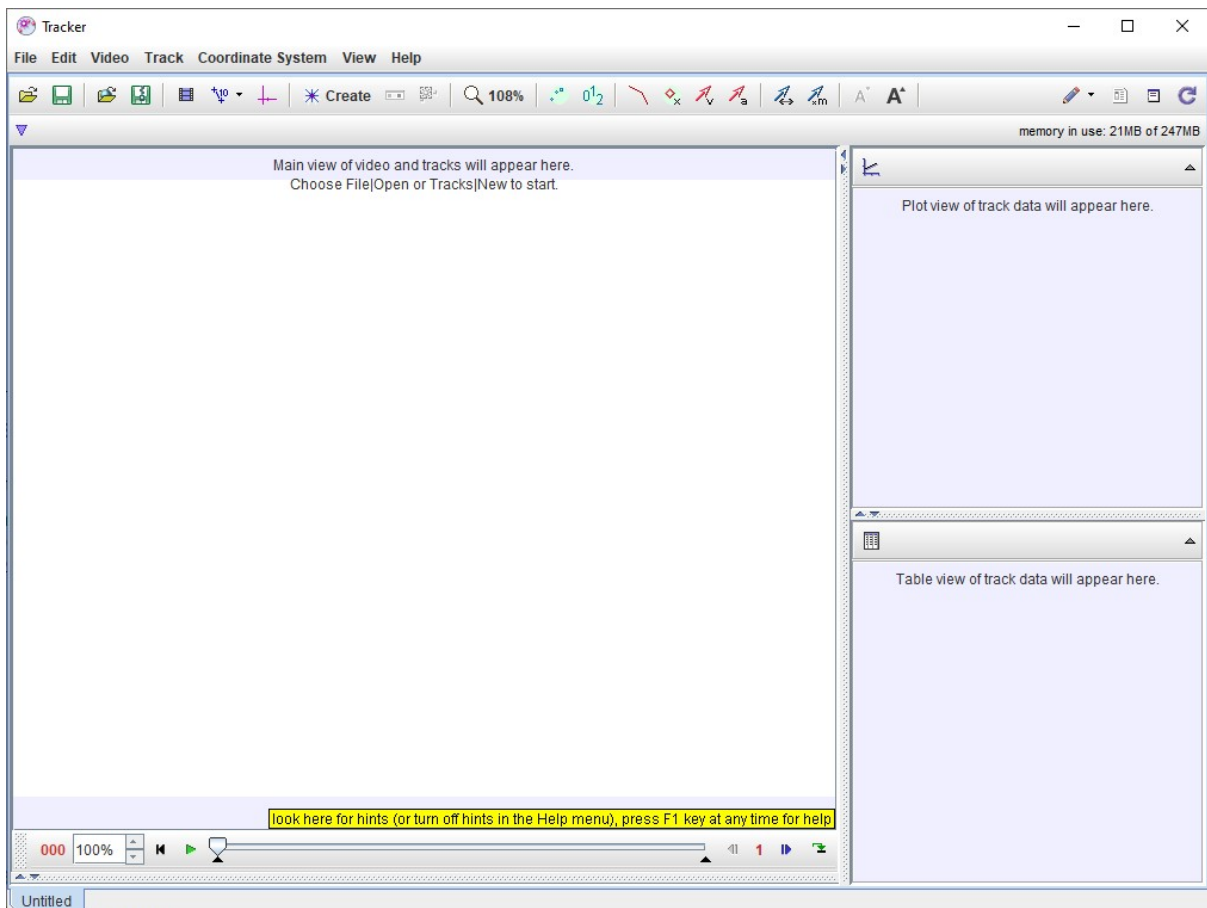 Tracker
File Edit Video Track Coordinate System View Help
Create 108% 0¹2 A A
memory in use: 21MB of 247MB
Main view of video and tracks will appear here.
Choose File|Open or Tracks|New to start.
Plot view of track data will appear here.
Table view of track data will appear here.
look here for hints (or turn off hints in the Help menu), press F1 key at any time for help
000 100% 1
Untitled